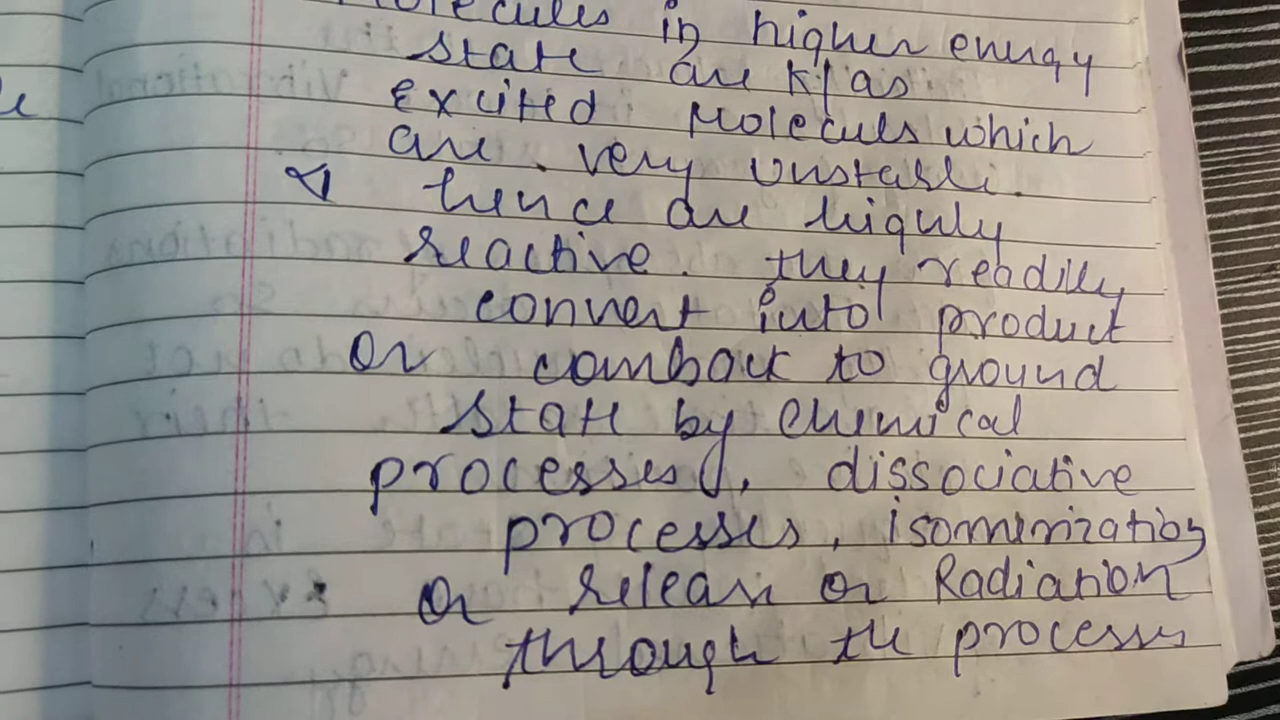 molecules in higher energy
state are k/as
excited molecules which
are very unstable.
& hence are highly
reactive. they readily
convert into product
or comback to ground
state by chemical
processes, dissociative
processes, isomerization
or release or Radiation
through the processes